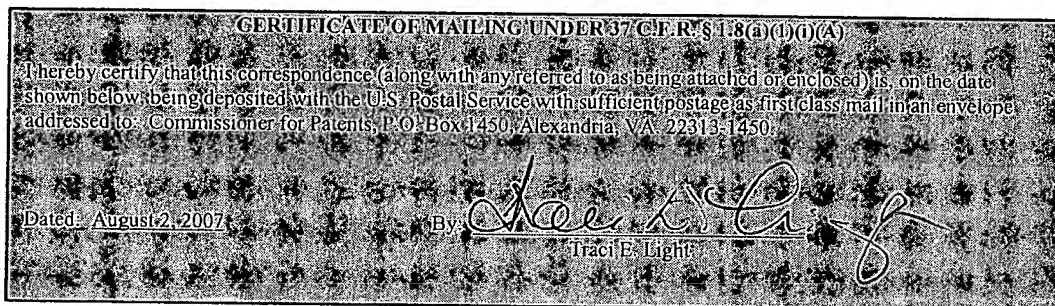 CERTIFICATE OF MAILING UNDER 37 C.F.R. § 1.8(a)(1)(i)(A)
I hereby certify that this correspondence (along with any referred to as being attached or enclosed) is, on the date
shown below, being deposited with the U.S. Postal Service with sufficient postage as first class mail in an envelope
addressed to: Commissioner for Patents, P.O. Box 1450, Alexandria, VA 22313-1450.
Dated: August 2, 2007 By:
Traci E. Light